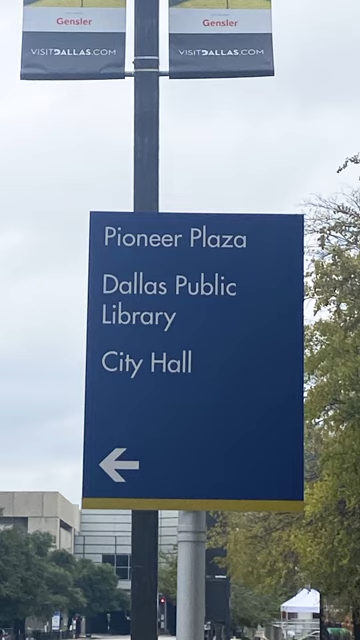 Gensler Gensler
VISITDALLAS.COM VISITDALLAS.COM
Pioneer Plaza
Dallas Public
Library
City Hall